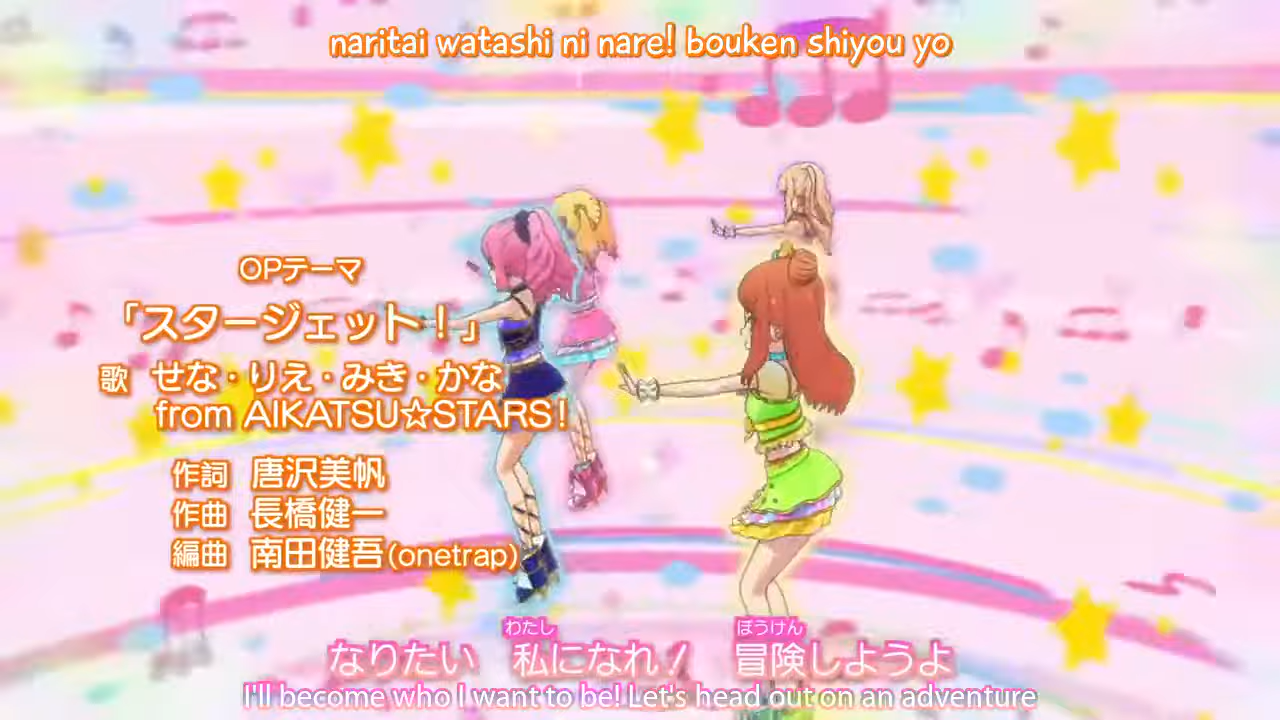 naritai watashi ni nare! bouken shiyou yo
OPテーマ
「スタージェット！」
歌 せな・りえ・みき・かな
from AIKATSU☆STARS!
作詞 唐沢美帆
作曲 長橋健一
編曲 南田健吾(onetrap)
わたし ぼうけん
なりたい 私になれ！ 冒険しようよ
I'll become who I want to be! Let's head out on an adventure